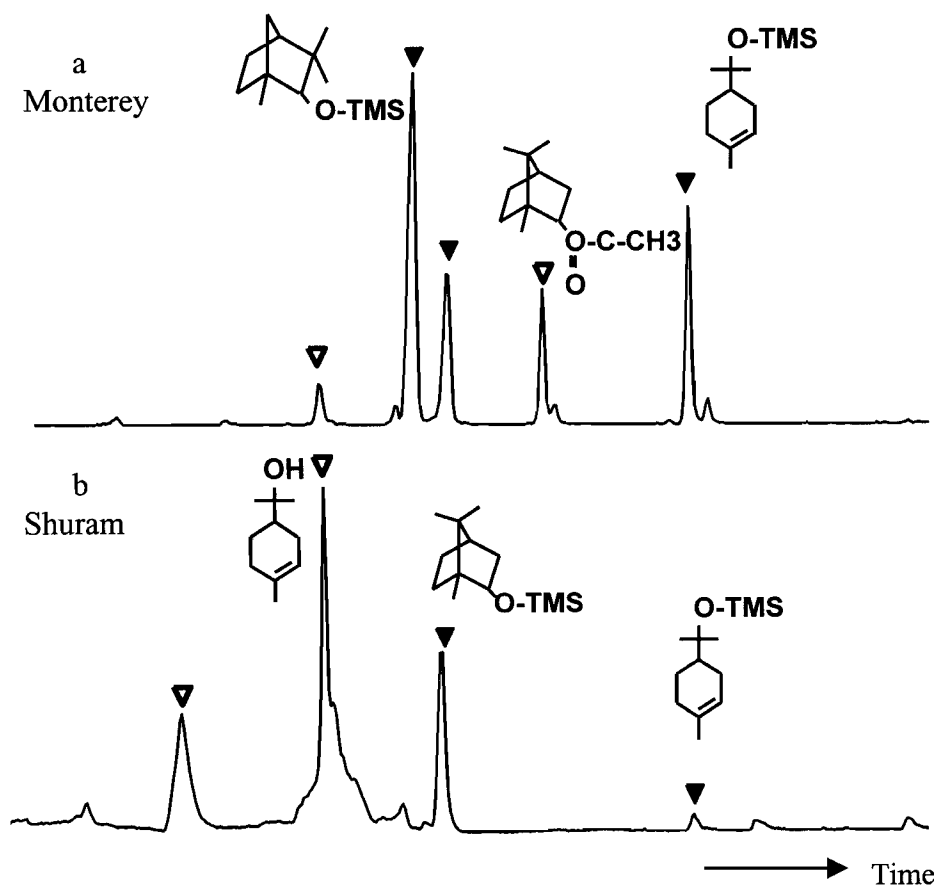 a
Monterey
O-TMS
O-TMS
O-C-CH3
O
b
Shuram
OH
O-TMS
O-TMS
Time